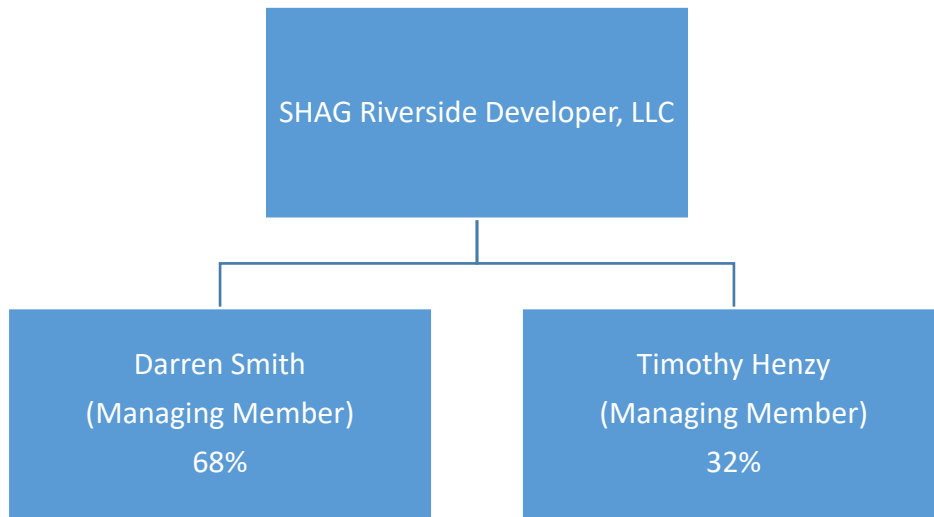 SHAG Riverside Developer, LLC
Darren Smith
(Managing Member)
68%
Timothy Henzy
(Managing Member)
32%